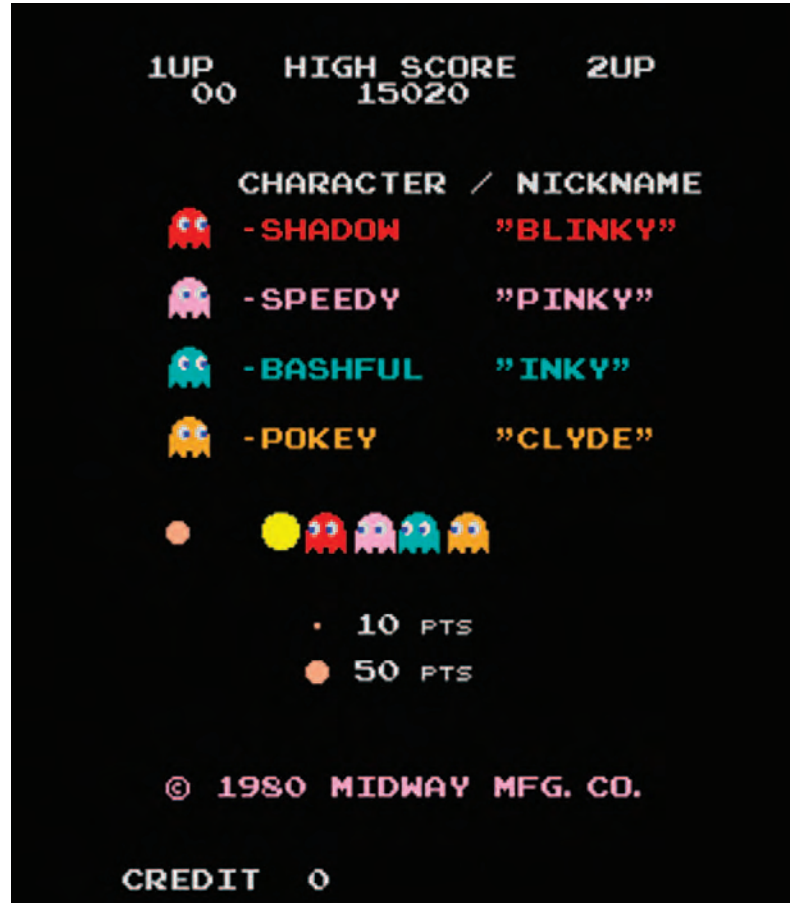 1UP HIGH SCORE 2UP
00 15020
CHARACTER / NICKNAME
-SHADOW "BLINKY"
-SPEEDY "PINKY"
-BASHFUL "INKY"
-POKEY "CLYDE"
10 PTS
50 PTS
© 1980 MIDWAY MFG. CO.
CREDIT 0